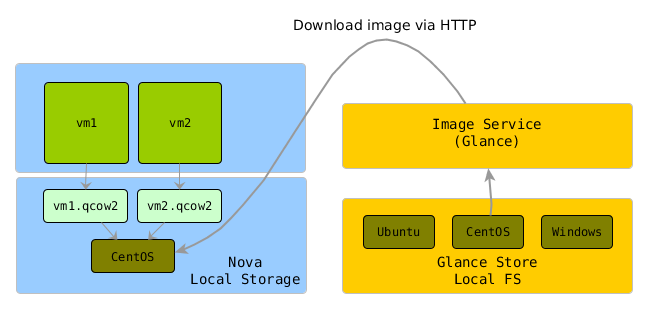 Download image via HTTP
vm1
vm2
vm1.qcow2
vm2.qcow2
CentOS
Nova
Local Storage
Image Service
(Glance)
Ubuntu
CentOS
Windows
Glance Store
Local FS